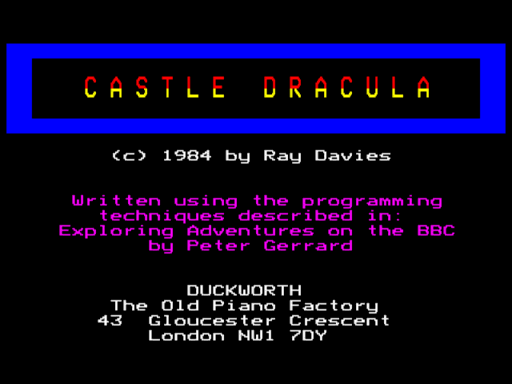 CASTLE DRACULA
(c) 1984 by Ray Davies
Written using the programming
techniques described in:
Exploring Adventures on the BBC
by Peter Gerrard
DUCKWORTH
The Old Piano Factory
43  Gloucester Crescent
London NW1 7DY